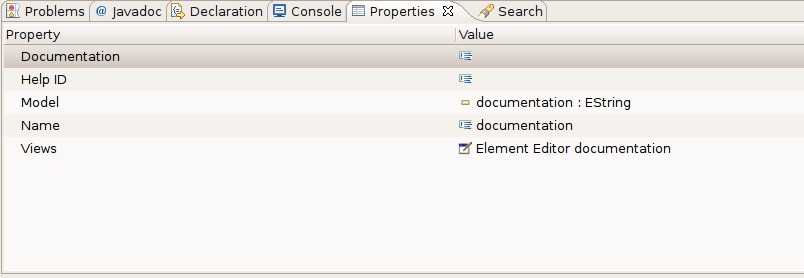 Problems @ Javadoc Declaration Console Properties Search
Property Value
Documentation
Help ID
Model documentation : EString
Name documentation
Views Element Editor documentation